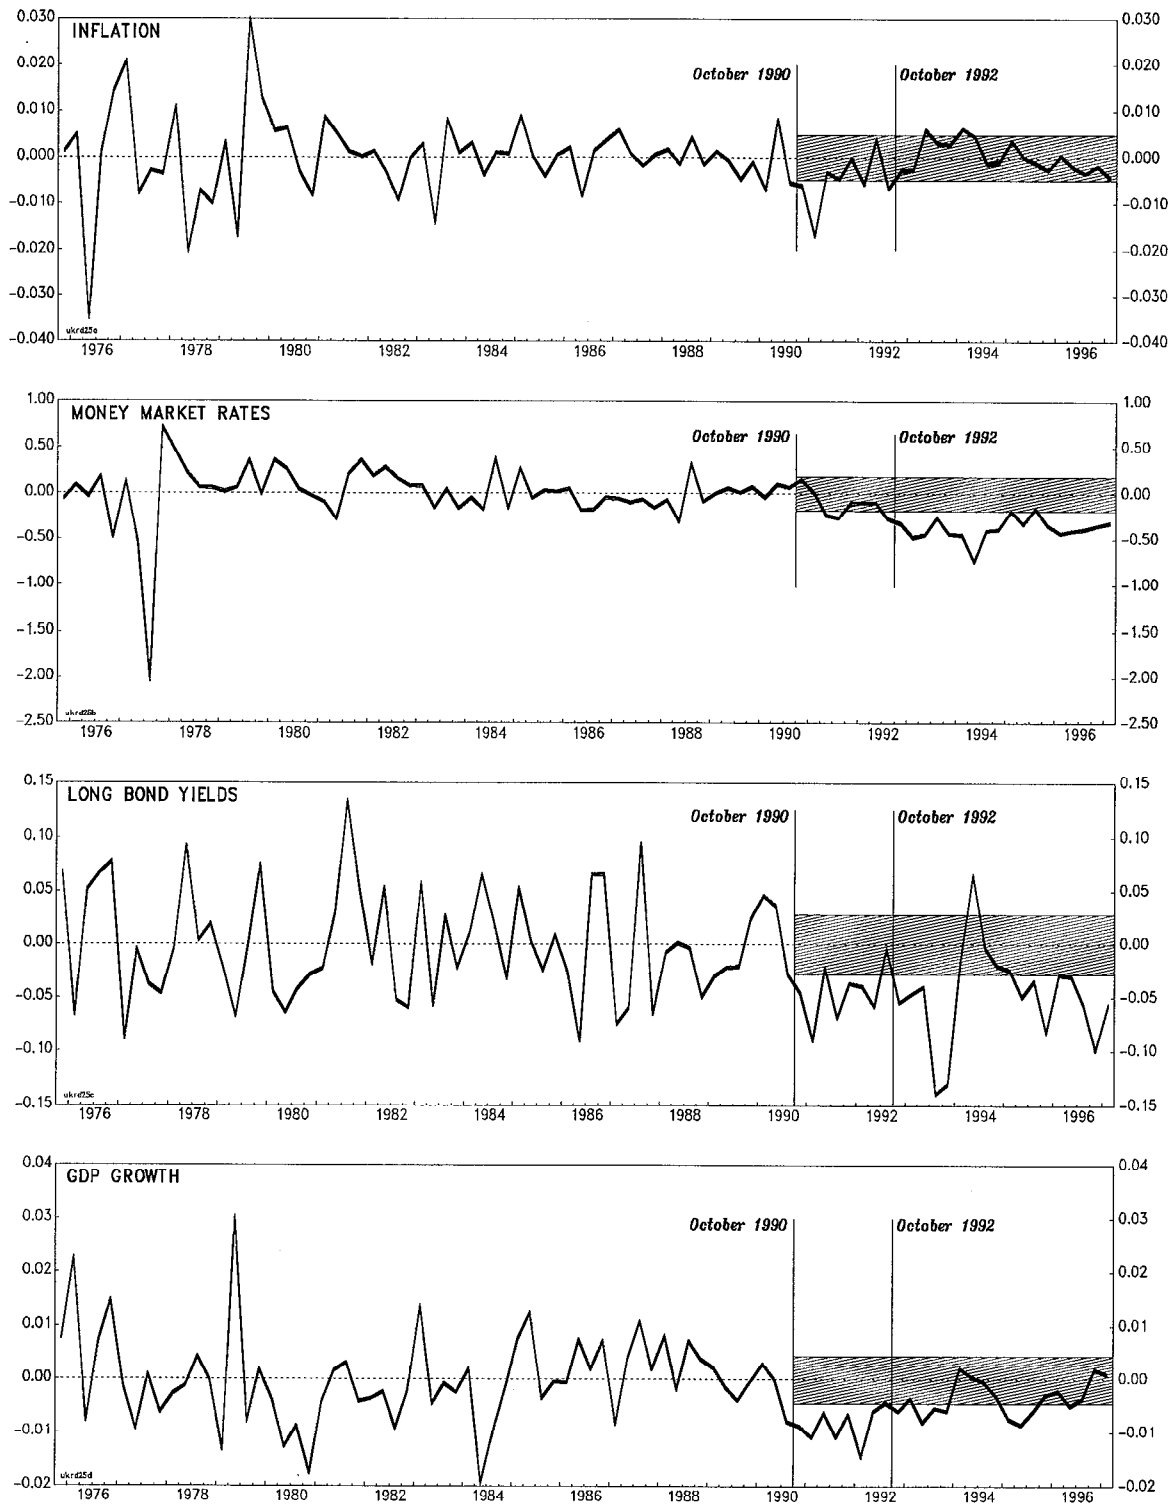 INFLATION
0.030 0.030
0.020 0.020
0.010 0.010
0.000 0.000
-0.010 -0.010
-0.020 -0.020
-0.030 -0.030
-0.040 -0.040
October 1990 October 1992
ukrd25a
1976 1978 1980 1982 1984 1986 1988 1990 1992 1994 1996
MONEY MARKET RATES
1.00 1.00
0.50 0.50
0.00 0.00
-0.50 -0.50
-1.00 -1.00
-1.50 -1.50
-2.00 -2.00
-2.50 -2.50
October 1990 October 1992
ukrd25b
1976 1978 1980 1982 1984 1986 1988 1990 1992 1994 1996
LONG BOND YIELDS
0.15 0.15
0.10 0.10
0.05 0.05
0.00 0.00
-0.05 -0.05
-0.10 -0.10
-0.15 -0.15
October 1990 October 1992
ukrd25c
1976 1978 1980 1982 1984 1986 1988 1990 1992 1994 1996
GDP GROWTH
0.04 0.04
0.03 0.03
0.02 0.02
0.01 0.01
0.00 0.00
-0.01 -0.01
-0.02 -0.02
October 1990 October 1992
ukrd25d
1976 1978 1980 1982 1984 1986 1988 1990 1992 1994 1996